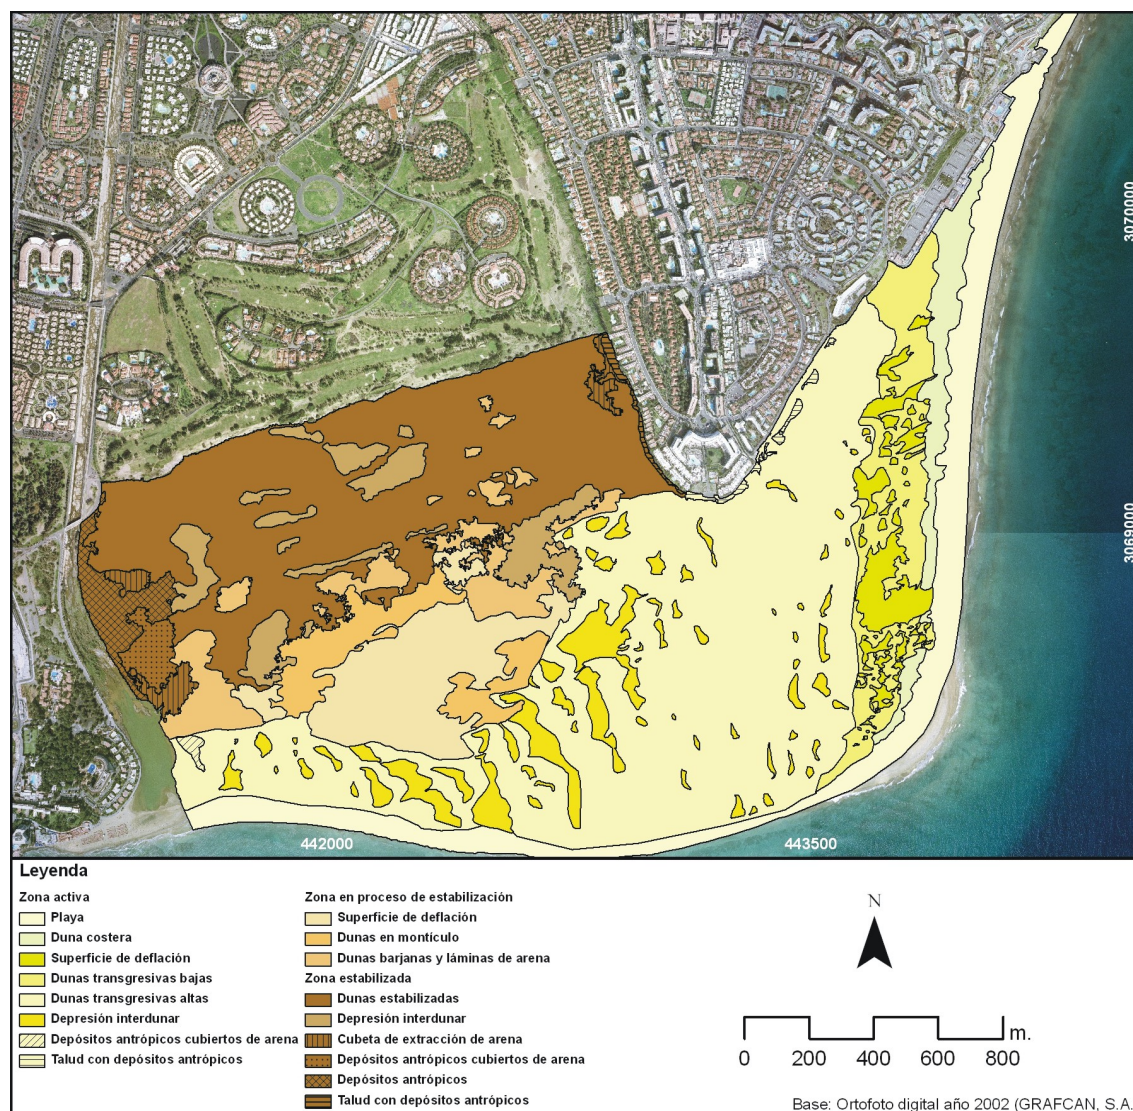 3070000
3069000
442000
443500
Leyenda
Zona activa
Playa
Duna costera
Superficie de deflación
Dunas transgresivas bajas
Dunas transgresivas altas
Depresión interdunar
Depósitos antrópicos cubiertos de arena
Talud con depósitos antrópicos
Zona en proceso de estabilización
Superficie de deflación
Dunas en montículo
Dunas barjanas y láminas de arena
Zona estabilizada
Dunas estabilizadas
Depresión interdunar
Cubeta de extracción de arena
Depósitos antrópicos cubiertos de arena
Depósitos antrópicos
Talud con depósitos antrópicos
N
m.
0 200 400 600 800
Base: Ortofoto digital año 2002 (GRAFCAN, S.A.